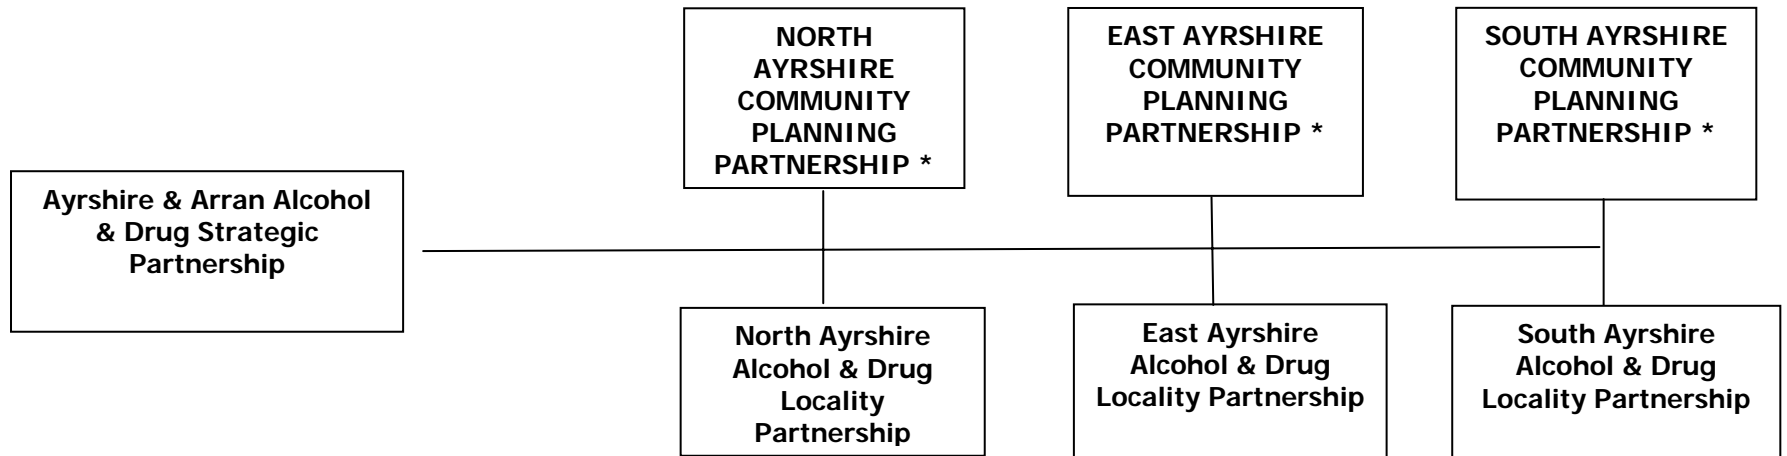 NORTH
AYRSHIRE
COMMUNITY
PLANNING
PARTNERSHIP *
EAST AYRSHIRE
COMMUNITY
PLANNING
PARTNERSHIP *
SOUTH AYRSHIRE
COMMUNITY
PLANNING
PARTNERSHIP *
Ayrshire & Arran Alcohol
& Drug Strategic
Partnership
North Ayrshire
Alcohol & Drug
Locality
Partnership
East Ayrshire
Alcohol & Drug
Locality Partnership
South Ayrshire
Alcohol & Drug
Locality Partnership